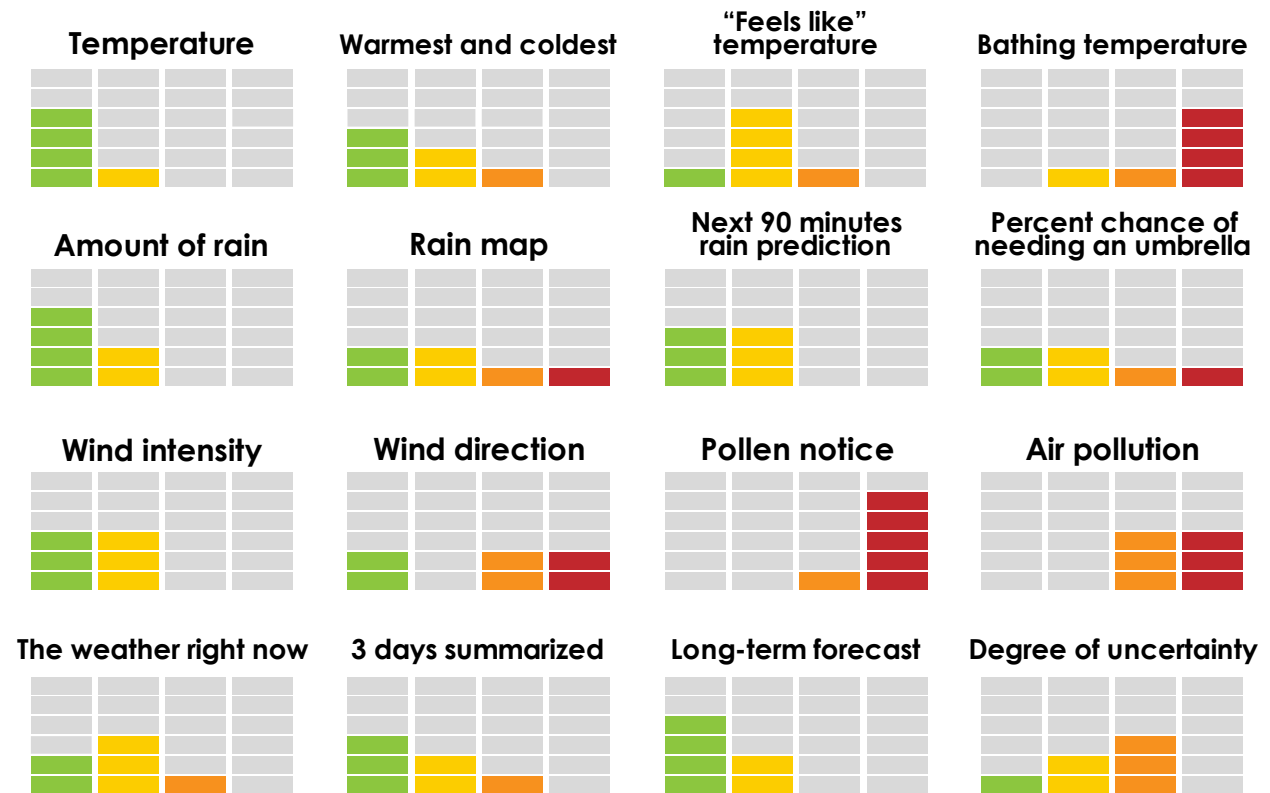 Temperature
Warmest and coldest
“Feels like”
temperature
Bathing temperature
Amount of rain
Rain map
Next 90 minutes
rain prediction
Percent chance of
needing an umbrella
Wind intensity
Wind direction
Pollen notice
Air pollution
The weather right now
3 days summarized
Long-term forecast
Degree of uncertainty